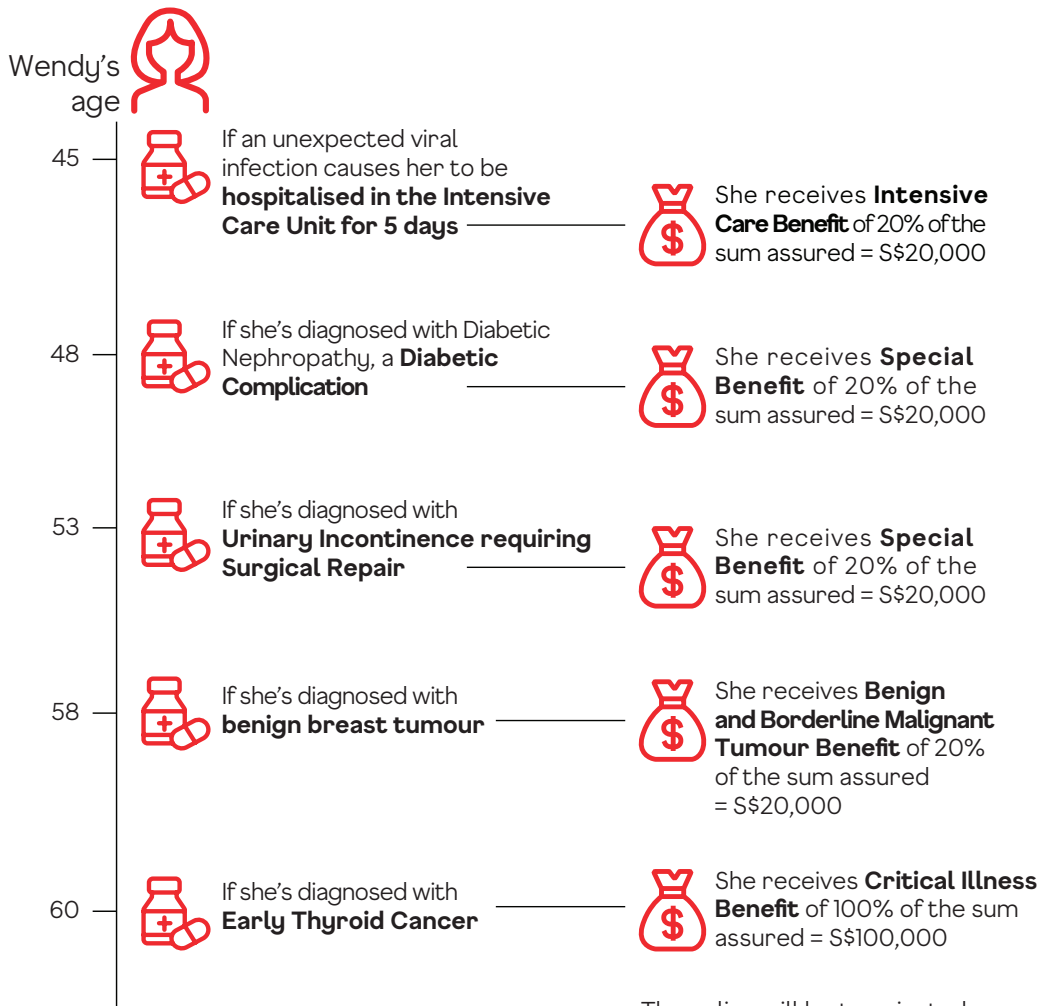 Wendy's
age
45
If an unexpected viral
infection causes her to be
hospitalised in the Intensive
Care Unit for 5 days
She receives Intensive
Care Benefit of 20% of the
sum assured = S$20,000
48
If she's diagnosed with Diabetic
Nephropathy, a Diabetic
Complication
She receives Special
Benefit of 20% of the
sum assured = S$20,000
53
If she's diagnosed with
Urinary Incontinence requiring
Surgical Repair
She receives Special
Benefit of 20% of the
sum assured = S$20,000
58
If she's diagnosed with
benign breast tumour
She receives Benign
and Borderline Malignant
Tumour Benefit of 20%
of the sum assured
= S$20,000
60
If she's diagnosed with
Early Thyroid Cancer
She receives Critical Illness
Benefit of 100% of the sum
assured = S$100,000